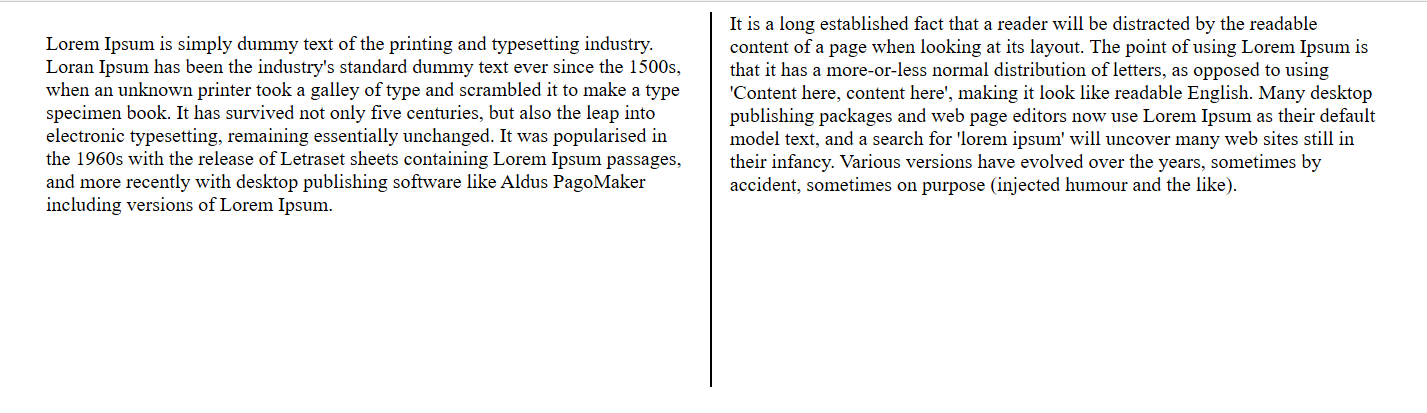 Lorem Ipsum is simply dummy text of the printing and typesetting industry.
Loran Ipsum has been the industry's standard dummy text ever since the 1500s,
when an unknown printer took a galley of type and scrambled it to make a type
specimen book. It has survived not only five centuries, but also the leap into
electronic typesetting, remaining essentially unchanged. It was popularised in
the 1960s with the release of Letraset sheets containing Lorem Ipsum passages,
and more recently with desktop publishing software like Aldus PagoMaker
including versions of Lorem Ipsum.
It is a long established fact that a reader will be distracted by the readable
content of a page when looking at its layout. The point of using Lorem Ipsum is
that it has a more-or-less normal distribution of letters, as opposed to using
'Content here, content here', making it look like readable English. Many desktop
publishing packages and web page editors now use Lorem Ipsum as their default
model text, and a search for 'lorem ipsum' will uncover many web sites still in
their infancy. Various versions have evolved over the years, sometimes by
accident, sometimes on purpose (injected humour and the like).